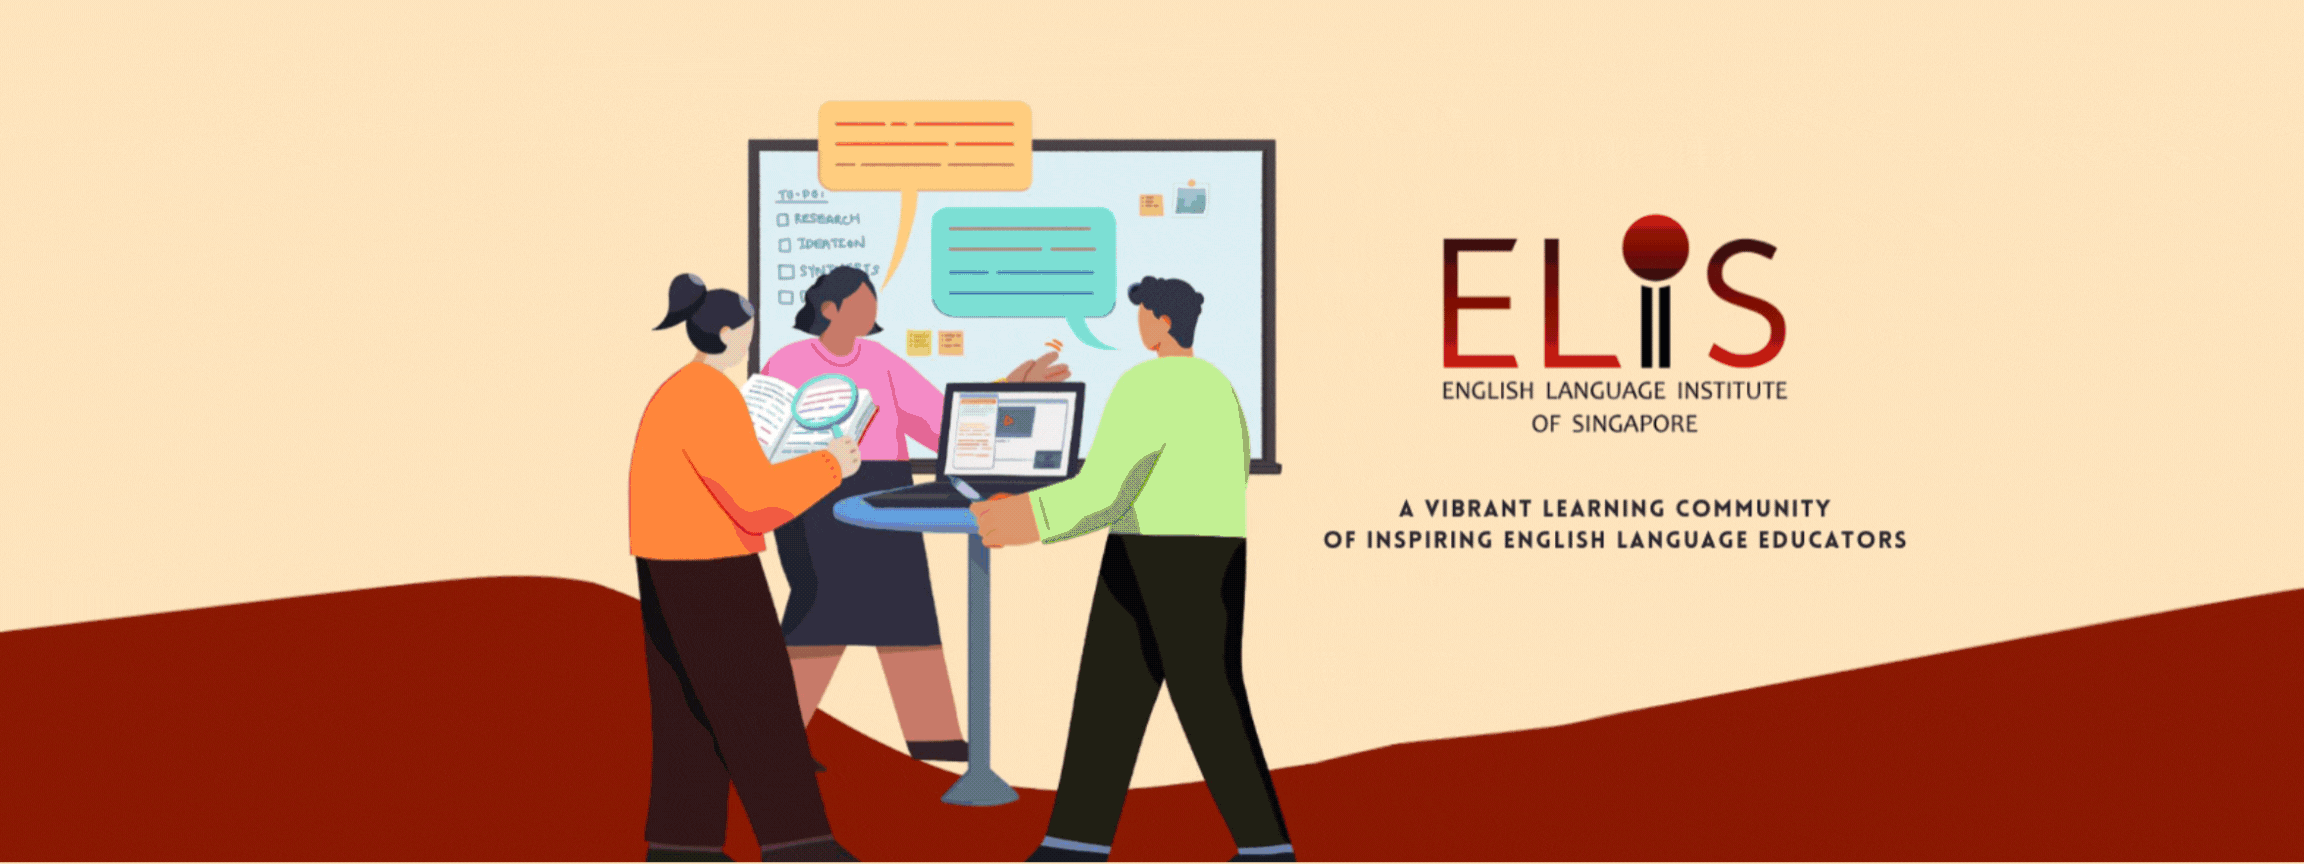 TO-DO:
RESEARCH
IDEATION
ELiS
ENGLISH LANGUAGE INSTITUTE
OF SINGAPORE
A VIBRANT LEARNING COMMUNITY
OF INSPIRING ENGLISH LANGUAGE EDUCATORS